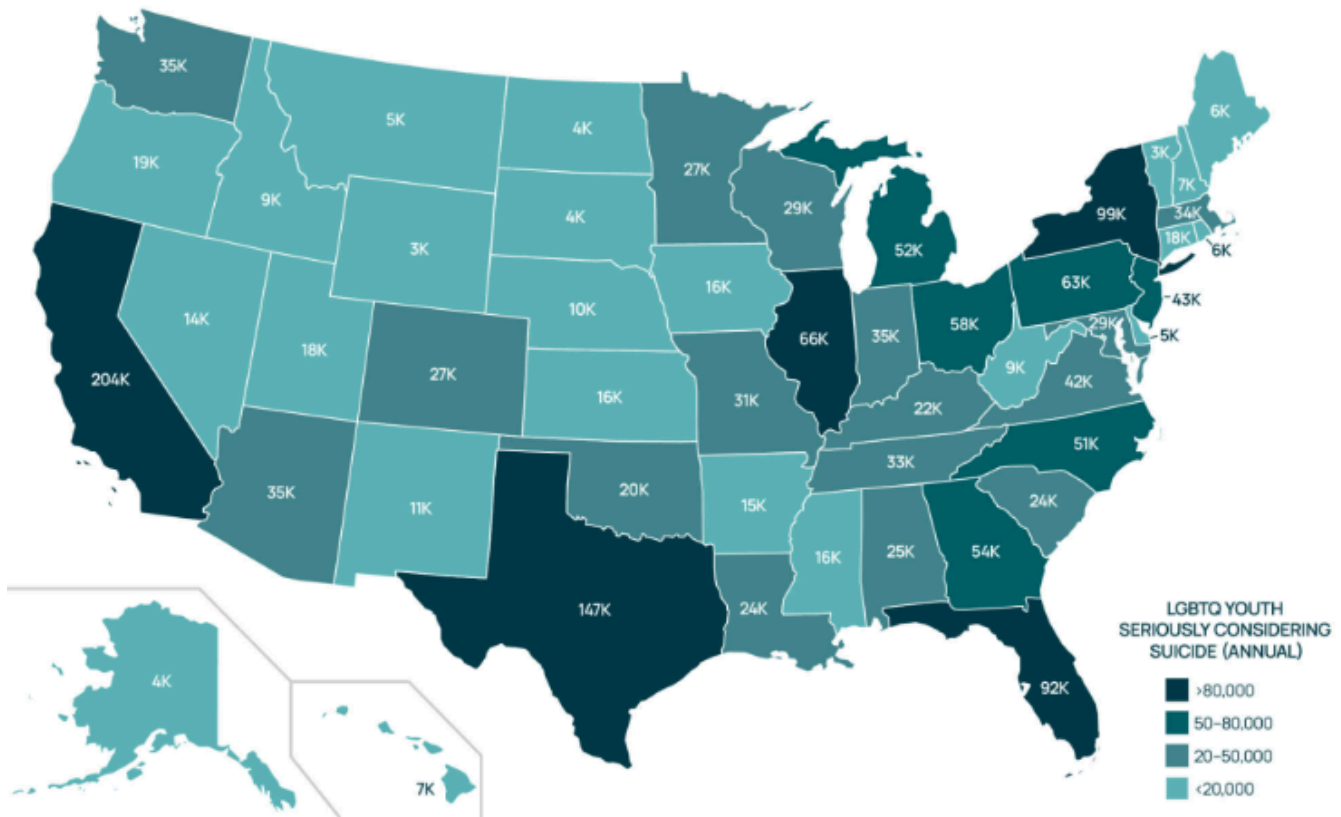 35K
5K
4K
6K
19K
9K
27K
3K
7K
29K
4K
99K
34K
3K
52K
18K
6K
16K
63K
10K
43K
14K
18K
66K
35K
58K
29K
5K
204K
27K
9K
16K
31K
42K
22K
51K
33K
35K
11K
20K
15K
24K
16K
25K
54K
147K
24K
4K
92K
7K
LGBTQ YOUTH
SERIOUSLY CONSIDERING
SUICIDE (ANNUAL)
>80,000
50–80,000
20–50,000
<20,000